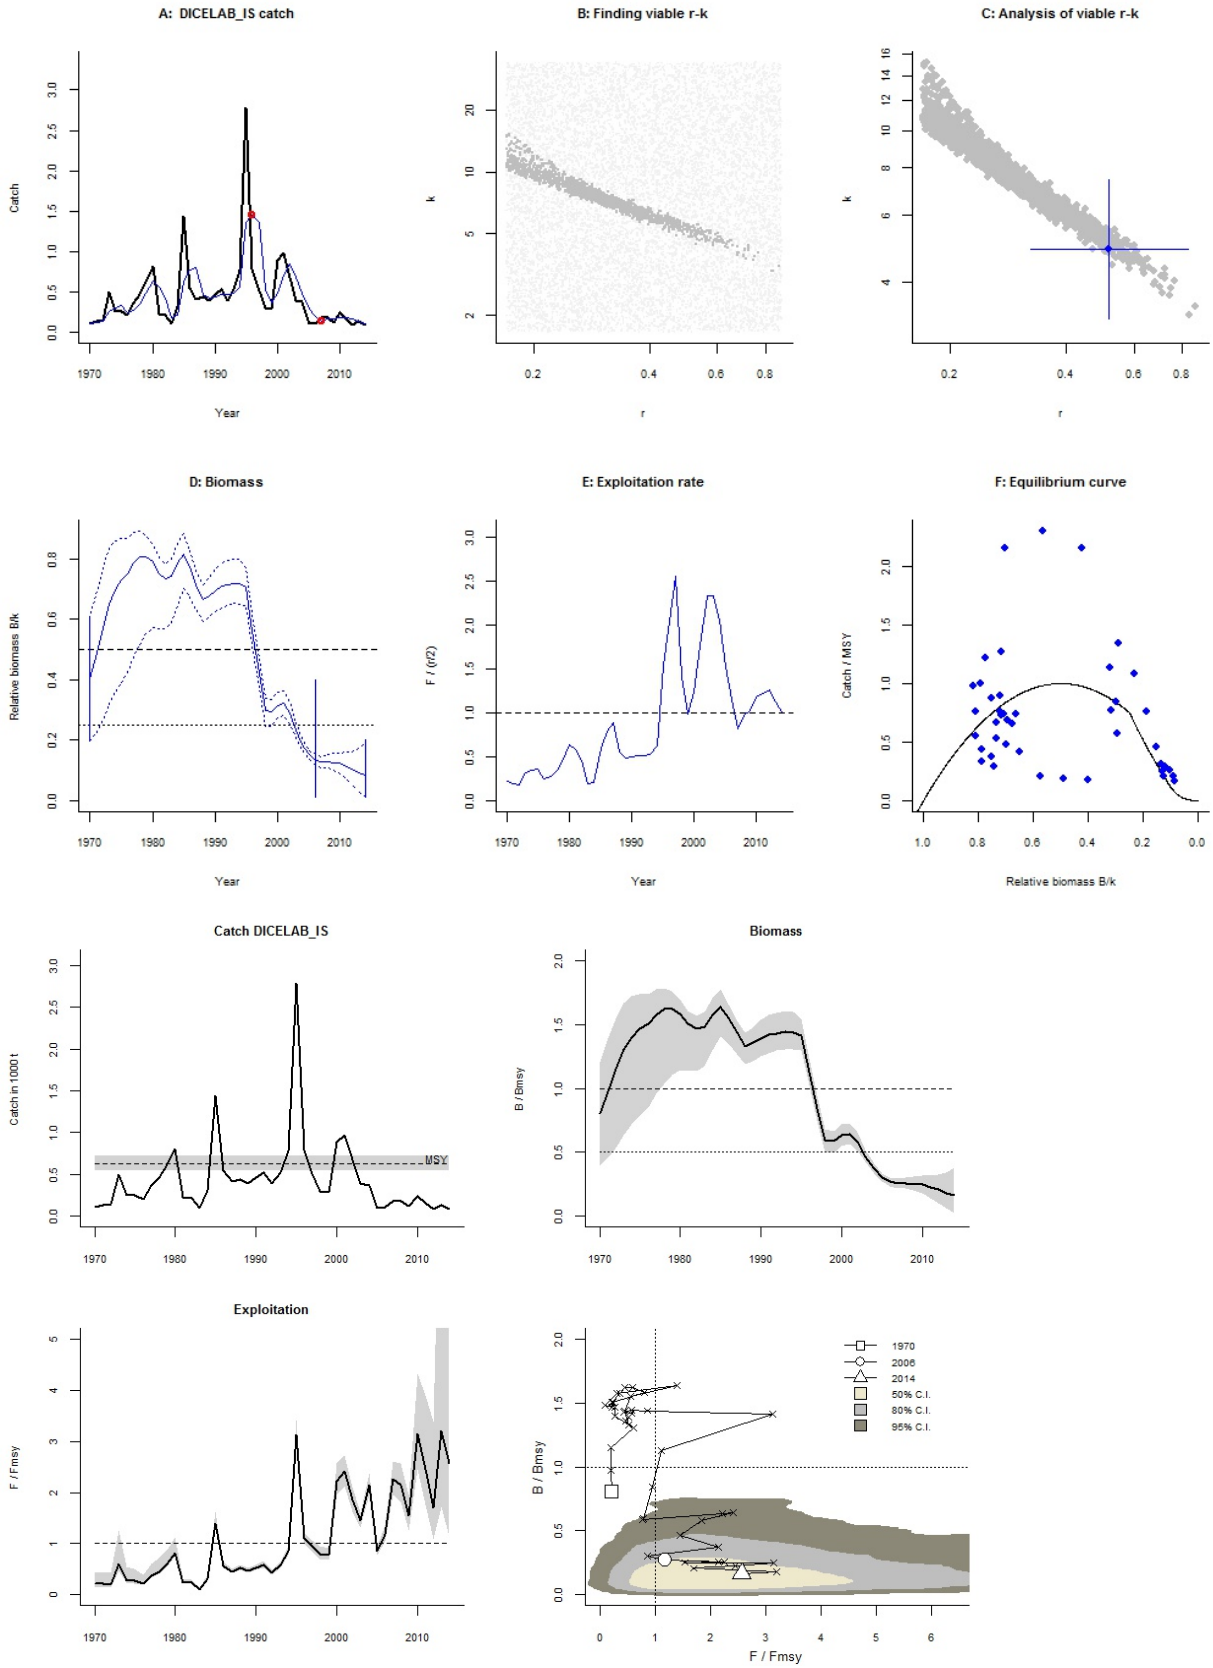 A: DICELAB_IS catch
B: Finding viable r-k
C: Analysis of viable r-k
Catch
0.0 0.5 1.0 1.5 2.0 2.5 3.0
1970 1980 1990 2000 2010
Year
k
2 5 10 20
0.2 0.4 0.6 0.8
r
k
4 6 8 10 12 14 16
0.2 0.4 0.6 0.8
r
D: Biomass
E: Exploitation rate
F: Equilibrium curve
Relative biomass B/k
0.0 0.2 0.4 0.6 0.8
1970 1980 1990 2000 2010
Year
F / (r/2)
0.0 0.5 1.0 1.5 2.0 2.5 3.0
1970 1980 1990 2000 2010
Year
Catch / MSY
0.0 0.5 1.0 1.5 2.0
1.0 0.8 0.6 0.4 0.2 0.0
Relative biomass B/k
Catch DICELAB_IS
Biomass
Catch in 1000 t
0.0 0.5 1.0 1.5 2.0 2.5 3.0
MSY
1970 1980 1990 2000 2010
B / Bmsy
0.0 0.5 1.0 1.5 2.0
1970 1980 1990 2000 2010
Exploitation
F / Fmsy
0 1 2 3 4 5
1970 1980 1990 2000 2010
B / Bmsy
0.0 0.5 1.0 1.5 2.0
1970
2006
2014
50% C.I.
80% C.I.
95% C.I.
0 1 2 3 4 5 6
F / Fmsy